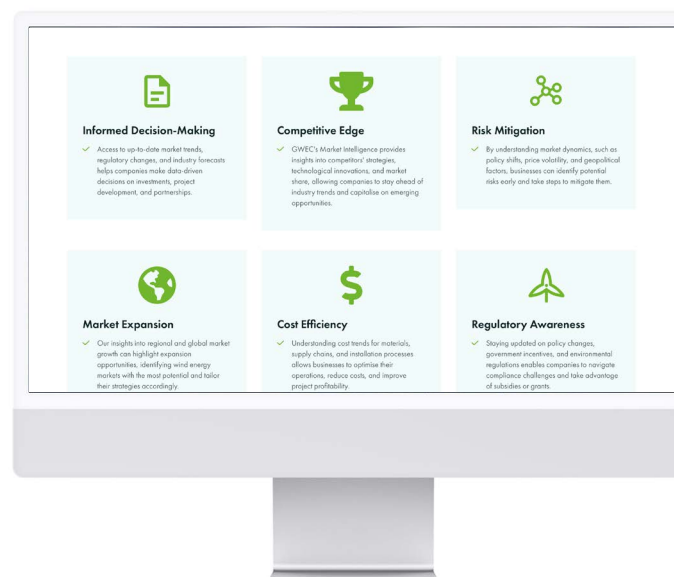 Informed Decision-Making
Access to up-to-date market trends,
regulatory changes, and industry forecasts
helps companies make data-driven
decisions on investments, project
development, and partnerships.
Competitive Edge
GWEC's Market Intelligence provides
insights into competitors' strategies,
technological innovations, and market
share, allowing companies to stay ahead of
industry trends and capitalise on emerging
opportunities.
Risk Mitigation
By understanding market dynamics, such as
policy shifts, price volatility, and geopolitical
factors, businesses can identify potential
risks early and take steps to mitigate them.
Market Expansion
Our insights into regional and global market
growth can highlight expansion
opportunities, identifying wind energy
markets with the most potential and tailor
their strategies accordingly.
Cost Efficiency
Understanding cost trends for materials,
supply chains, and installation processes
allows businesses to optimise their
operations, reduce costs, and improve
project profitability.
Regulatory Awareness
Staying updated on policy changes,
government incentives, and environmental
regulations enables companies to navigate
compliance challenges and take advantage
of subsidies or grants.